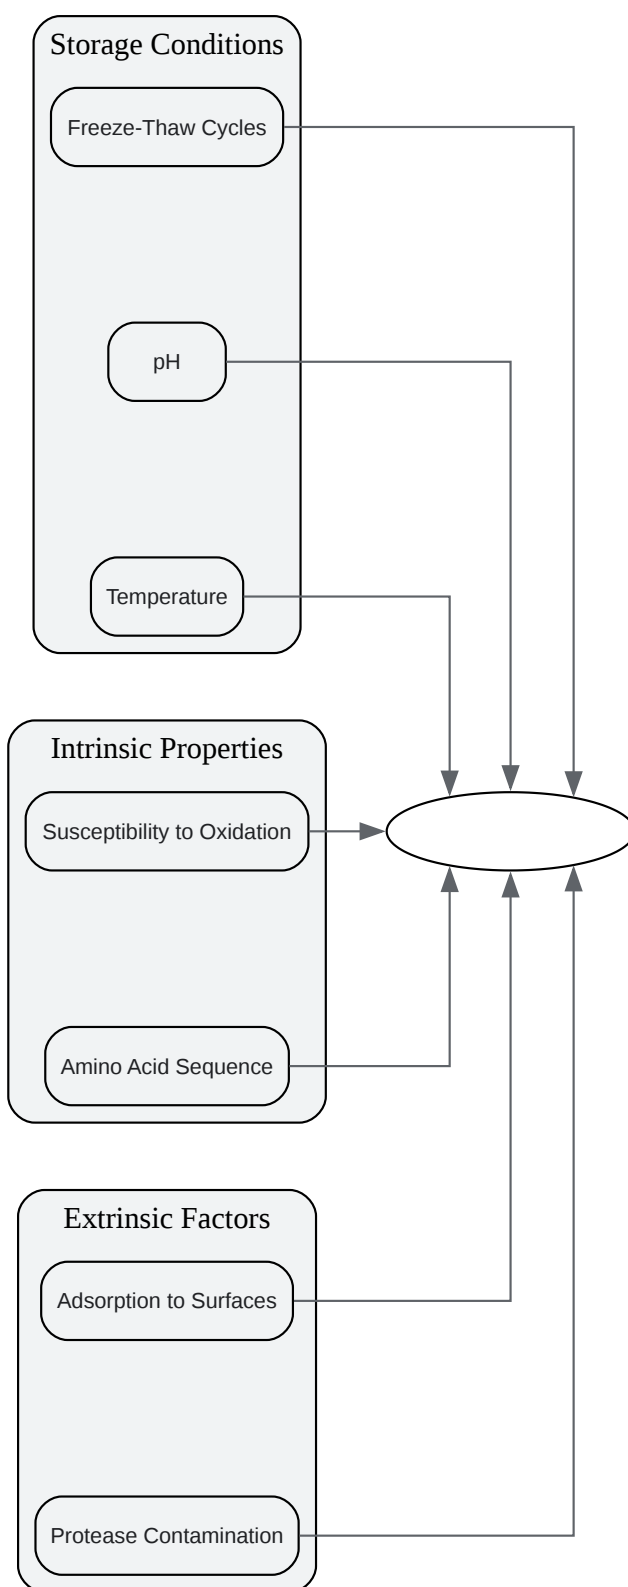 Storage Conditions
Freeze-Thaw Cycles
pH
Temperature
Intrinsic Properties
Susceptibility to Oxidation
Amino Acid Sequence
Extrinsic Factors
Adsorption to Surfaces
Protease Contamination